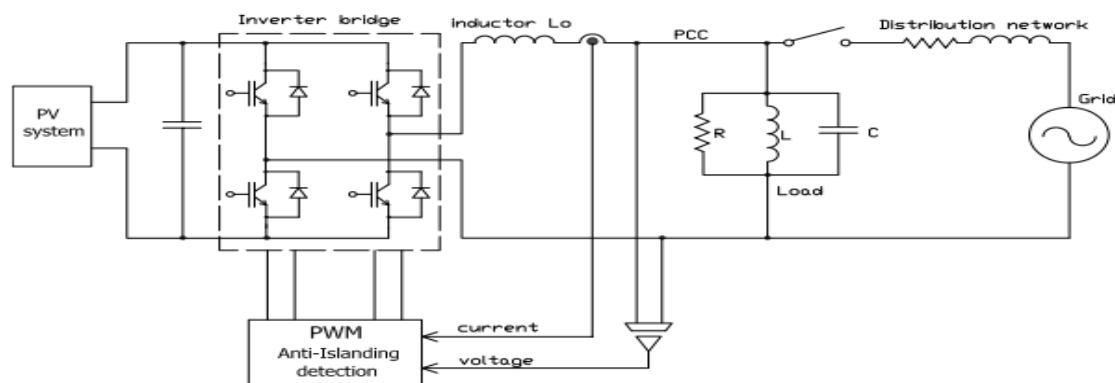 Inverter bridge
inductor Lo
PCC
Distribution network
PV
system
Grid
R
L
C
Load
PWM
Anti-Islanding
detection
current
voltage